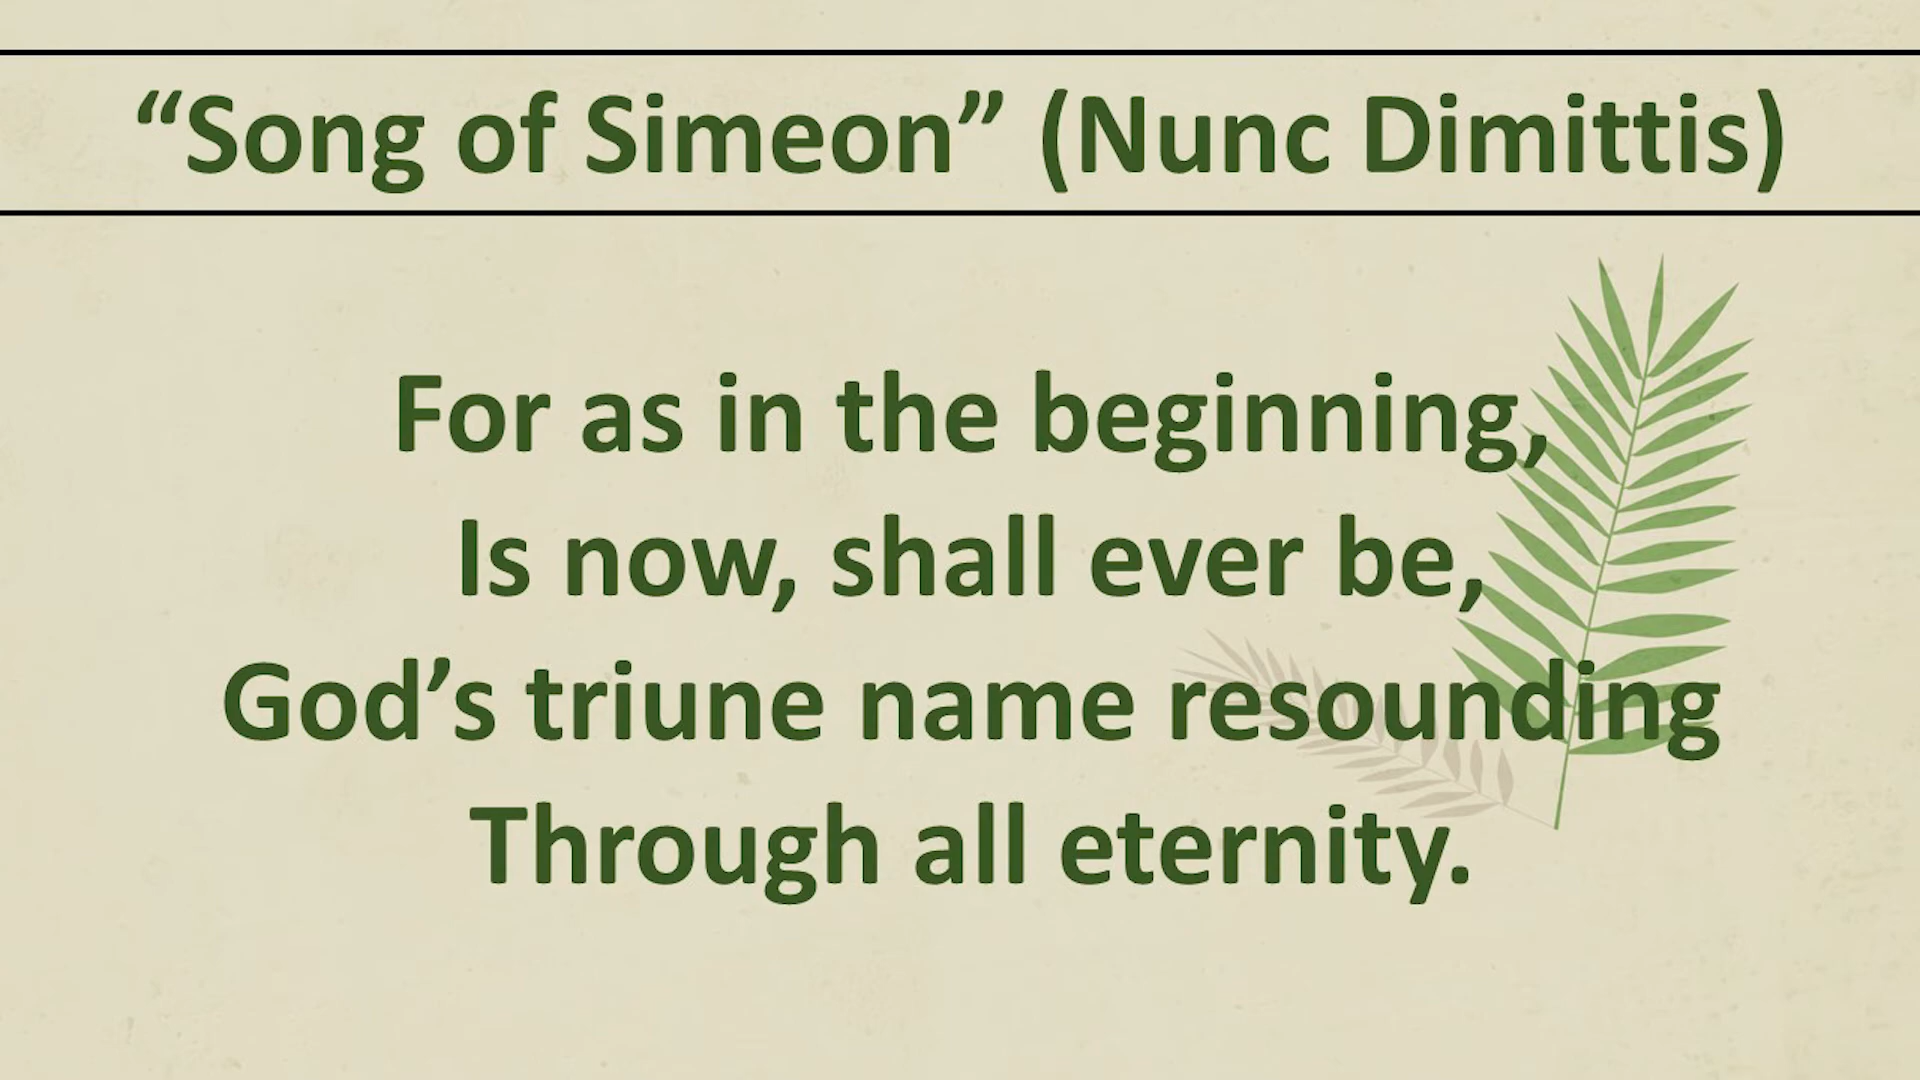 “Song of Simeon” (Nunc Dimittis)
For as in the beginning,
Is now, shall ever be,
God’s triune name resounding
Through all eternity.